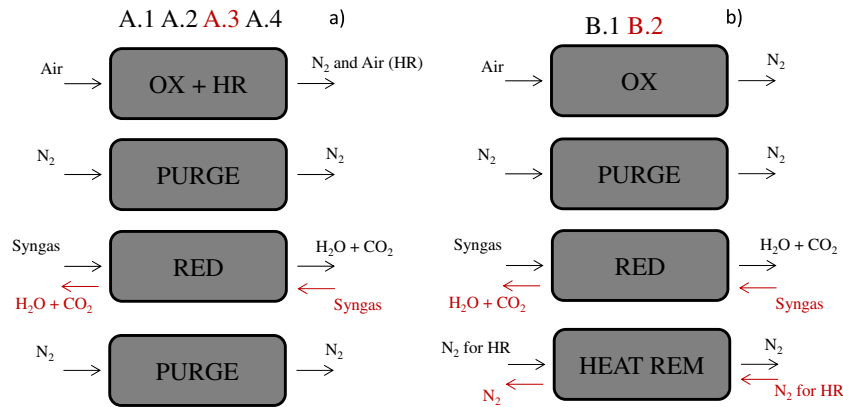 A.1 A.2 A.3 A.4 a)
Air
OX + HR
N₂ and Air (HR)
N₂
PURGE
N₂
Syngas
RED
H₂O + CO₂
H₂O + CO₂
Syngas
N₂
PURGE
N₂
B.1 B.2 b)
Air
OX
N₂
N₂
PURGE
N₂
Syngas
RED
H₂O + CO₂
H₂O + CO₂
Syngas
N₂ for HR
HEAT REM
N₂
N₂
N₂ for HR